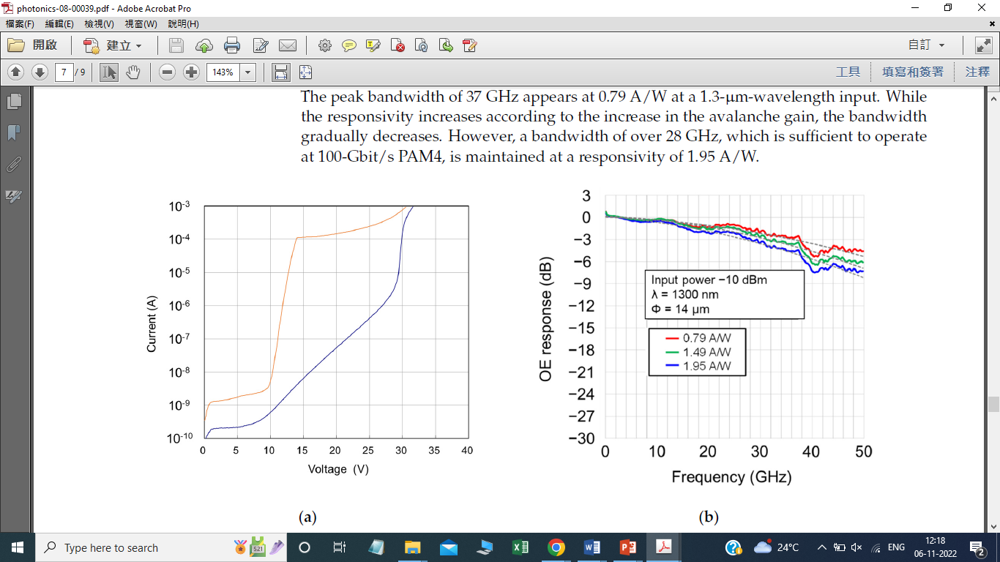 photonics-08-00039.pdf - Adobe Acrobat Pro
檔案(F) 編輯(E) 檢視(V) 視窗(W) 說明(H)
開啟 建立 自訂
7 / 9 143% 工具 填寫和簽署 注釋
The peak bandwidth of 37 GHz appears at 0.79 A/W at a 1.3-μm-wavelength input. While
the responsivity increases according to the increase in the avalanche gain, the bandwidth
gradually decreases. However, a bandwidth of over 28 GHz, which is sufficient to operate
at 100-Gbit/s PAM4, is maintained at a responsivity of 1.95 A/W.
10-3
10-4
10-5
10-6
10-7
10-8
10-9
10-10
Current (A)
0 5 10 15 20 25 30 35 40
Voltage (V)
(a)
3
0
−3
−6
−9
−12
−15
−18
−21
−24
−27
−30
OE response (dB)
Input power −10 dBm
λ = 1300 nm
Φ = 14 μm
0.79 A/W
1.49 A/W
1.95 A/W
0 10 20 30 40 50
Frequency (GHz)
(b)
Type here to search
521
24°C
ENG
12:18
06-11-2022
2